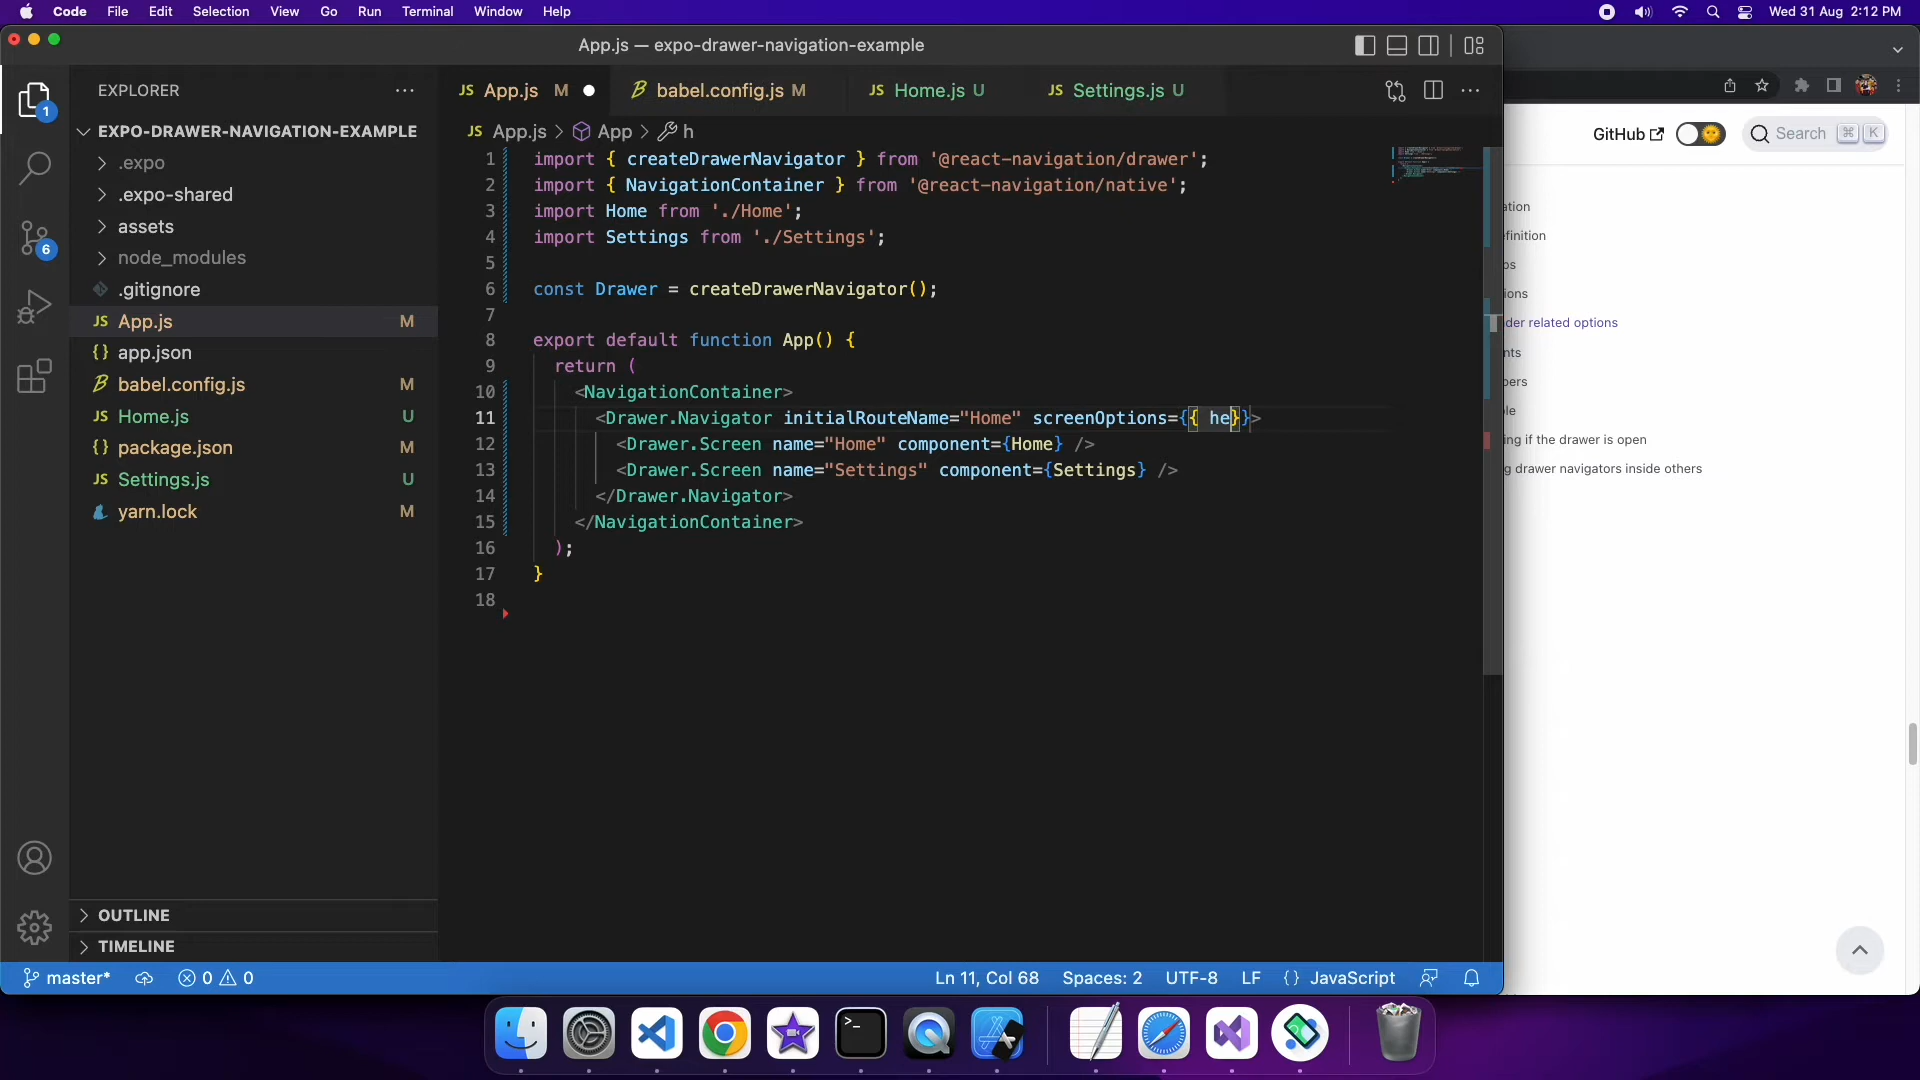 Code File Edit Selection View Go Run Terminal Window Help Wed 31 Aug 2:12 PM
App.js — expo-drawer-navigation-example
EXPLORER
JS App.js M
babel.config.js M
JS Home.js U
JS Settings.js U
EXPO-DRAWER-NAVIGATION-EXAMPLE
.expo
.expo-shared
assets
node_modules
.gitignore
JS App.js M
{} app.json
babel.config.js M
JS Home.js U
package.json M
JS Settings.js U
yarn.lock M
1
6
OUTLINE
TIMELINE
JS App.js > App > h
1 import { createDrawerNavigator } from '@react-navigation/drawer';
2 import { NavigationContainer } from '@react-navigation/native';
3 import Home from './Home';
4 import Settings from './Settings';
5
6 const Drawer = createDrawerNavigator();
7
8 export default function App() {
9 return (
10 <NavigationContainer>
11 <Drawer.Navigator initialRouteName="Home" screenOptions={{ he}}>
12 <Drawer.Screen name="Home" component={Home} />
13 <Drawer.Screen name="Settings" component={Settings} />
14 </Drawer.Navigator>
15 </NavigationContainer>
16 );
17 }
18
GitHub Search ⌘ K
ation
efinition
ps
ions
der related options
nts
pers
ple
ing if the drawer is open
g drawer navigators inside others
master* 0 0 Ln 11, Col 68 Spaces: 2 UTF-8 LF {} JavaScript